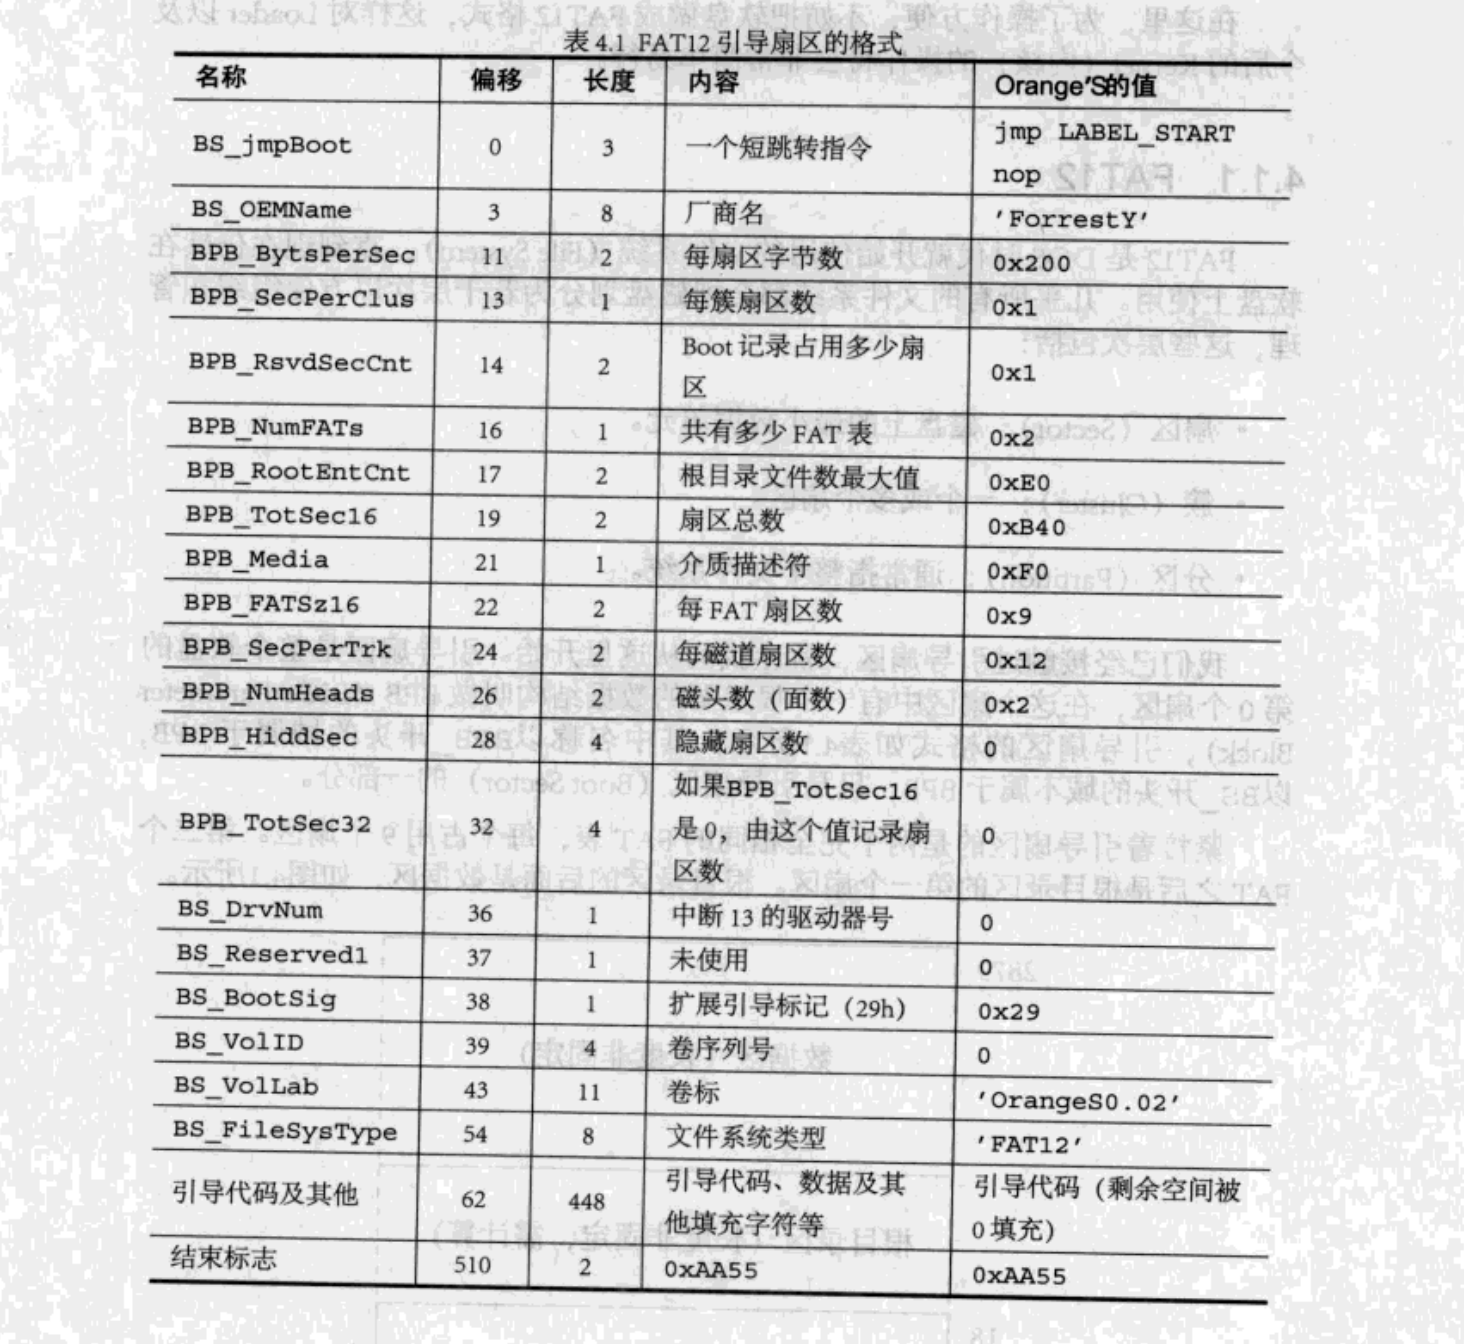 表 4.1 FAT12 引导扇区的格式
名称 偏移 长度 内容 Orange'S的值
BS_jmpBoot 0 3 一个短跳转指令 jmp LABEL_START
nop
BS_OEMName 3 8 厂商名 'ForrestY'
BPB_BytsPerSec 11 2 每扇区字节数 0x200
BPB_SecPerClus 13 1 每簇扇区数 0x1
BPB_RsvdSecCnt 14 2 Boot 记录占用多少扇
区 0x1
BPB_NumFATs 16 1 共有多少 FAT 表 0x2
BPB_RootEntCnt 17 2 根目录文件数最大值 0xE0
BPB_TotSec16 19 2 扇区总数 0xB40
BPB_Media 21 1 介质描述符 0xF0
BPB_FATSz16 22 2 每 FAT 扇区数 0x9
BPB_SecPerTrk 24 2 每磁道扇区数 0x12
BPB_NumHeads 26 2 磁头数（面数） 0x2
BPB_HiddSec 28 4 隐藏扇区数 0
BPB_TotSec32 32 4 如果BPB_TotSec16
是 0，由这个值记录扇 0
区数
BS_DrvNum 36 1 中断 13 的驱动器号 0
BS_Reserved1 37 1 未使用 0
BS_BootSig 38 1 扩展引导标记（29h） 0x29
BS_VolID 39 4 卷序列号 0
BS_VolLab 43 11 卷标 'OrangeS0.02'
BS_FileSysType 54 8 文件系统类型 'FAT12'
引导代码及其他 62 448 引导代码、数据及其 引导代码（剩余空间被
他填充字符等 0 填充）
结束标志 510 2 0xAA55 0xAA55